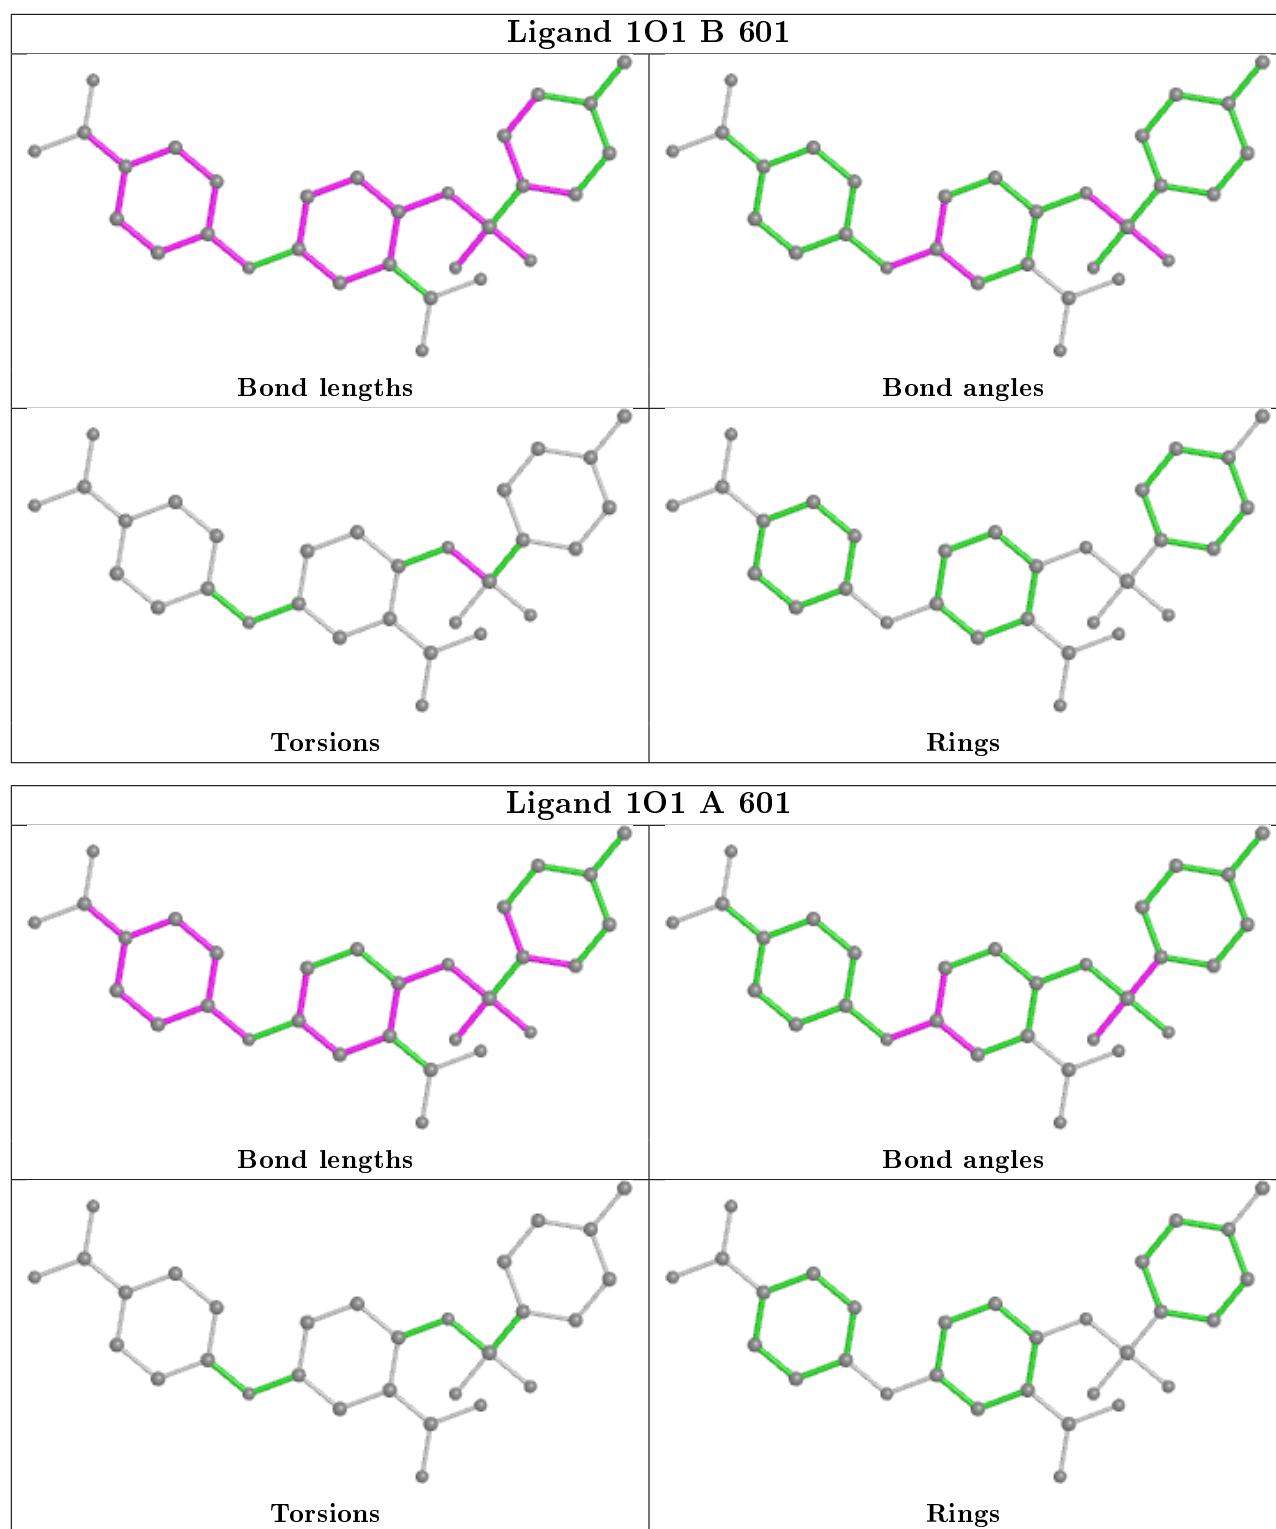 Ligand 1O1 B 601
Bond lengths
Bond angles
Torsions
Rings
Ligand 1O1 A 601
Bond lengths
Bond angles
Torsions
Rings